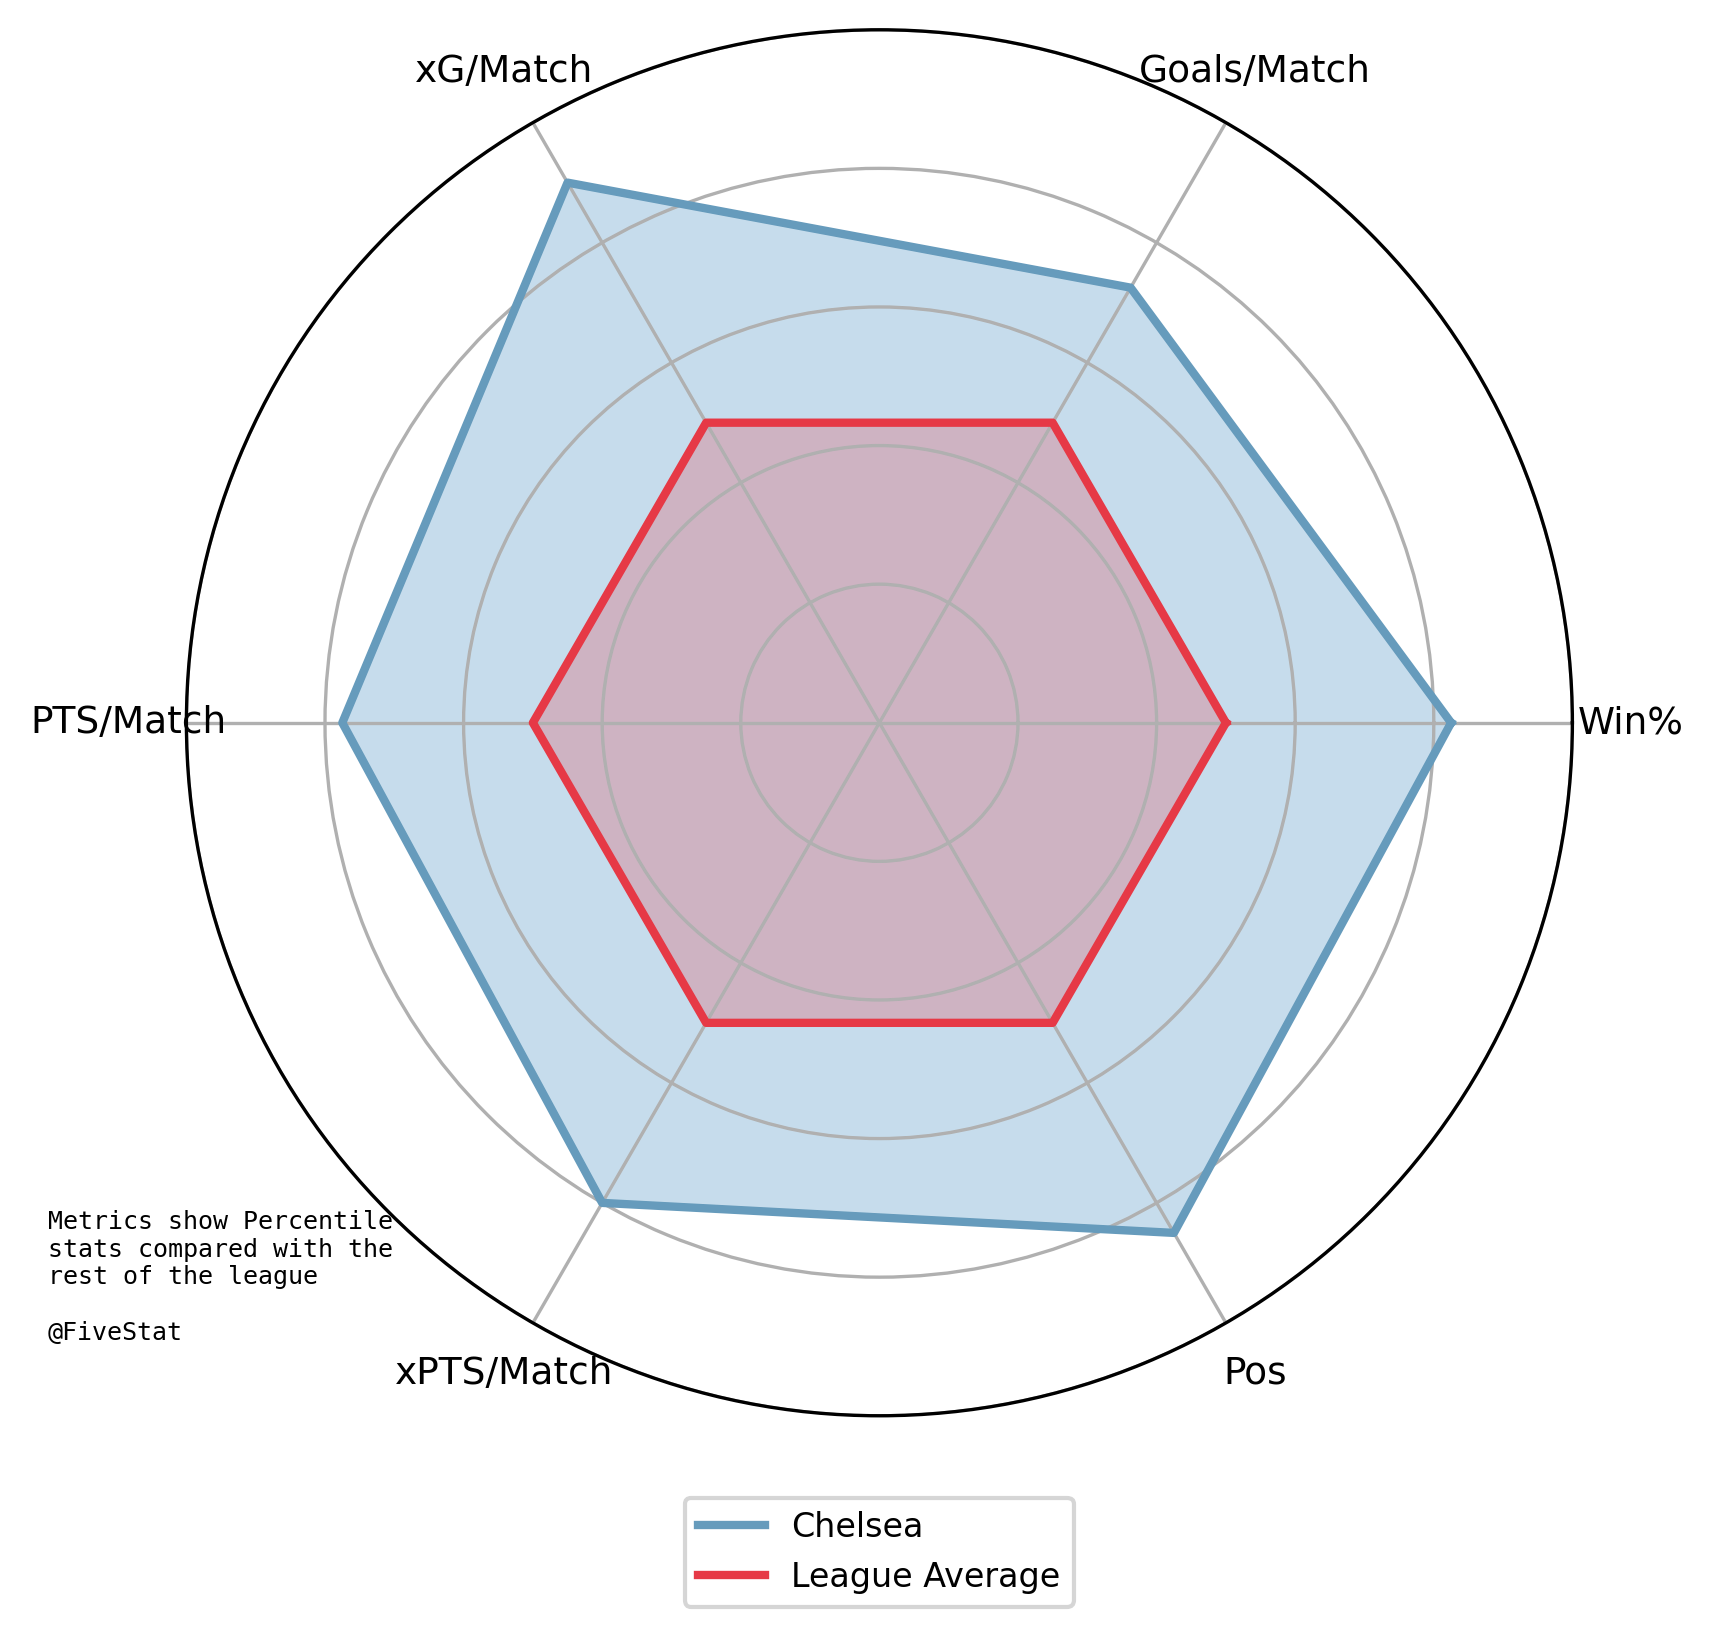 xG/Match
Goals/Match
PTS/Match
Win%
Metrics show Percentile
stats compared with the
rest of the league
@FiveStat
xPTS/Match
Pos
Chelsea
League Average